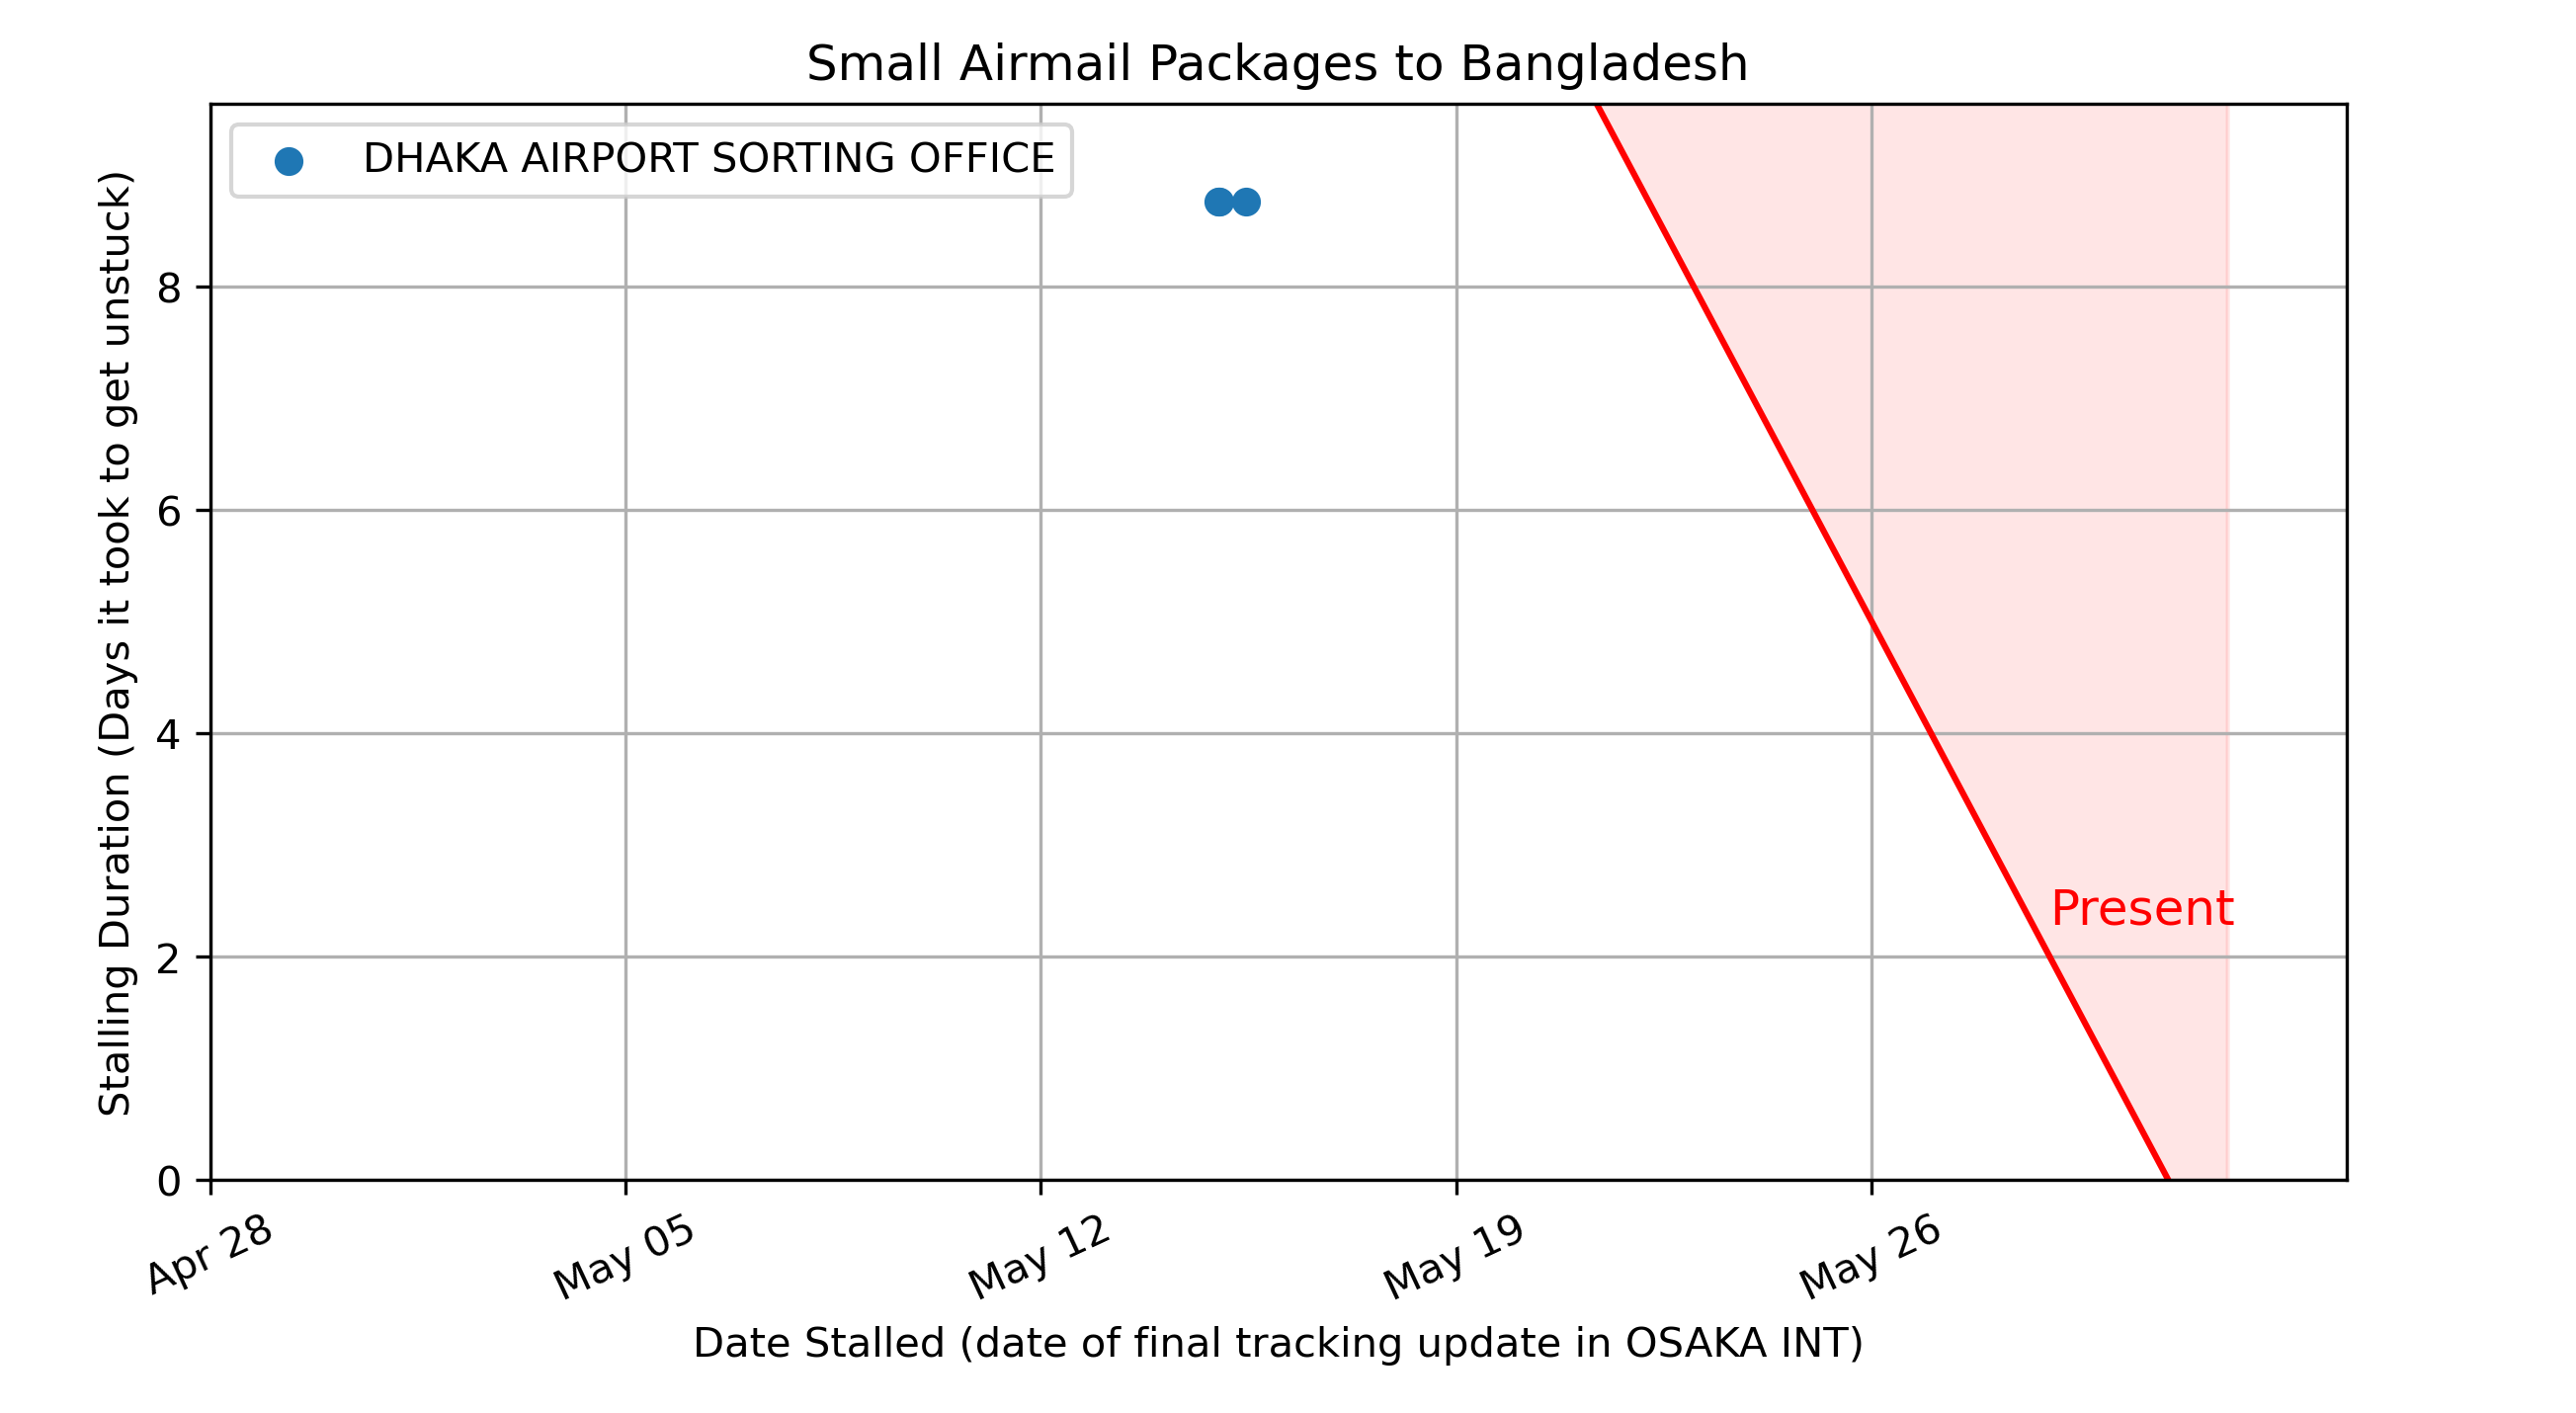 Small Airmail Packages to Bangladesh
DHAKA AIRPORT SORTING OFFICE
Stalling Duration (Days it took to get unstuck)
8
6
4
2
0
Present
Apr 28
May 05
May 12
May 19
May 26
Date Stalled (date of final tracking update in OSAKA INT)